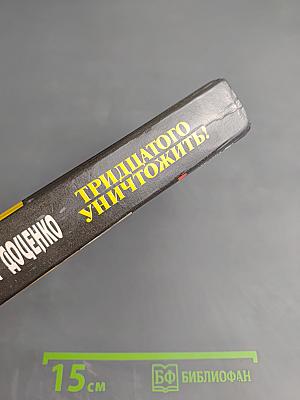 ДОЦЕНКО
ТРИДЦАТОГО
УНИЧТОЖИТЬ!
15 см
БФ БИБЛИОФАН